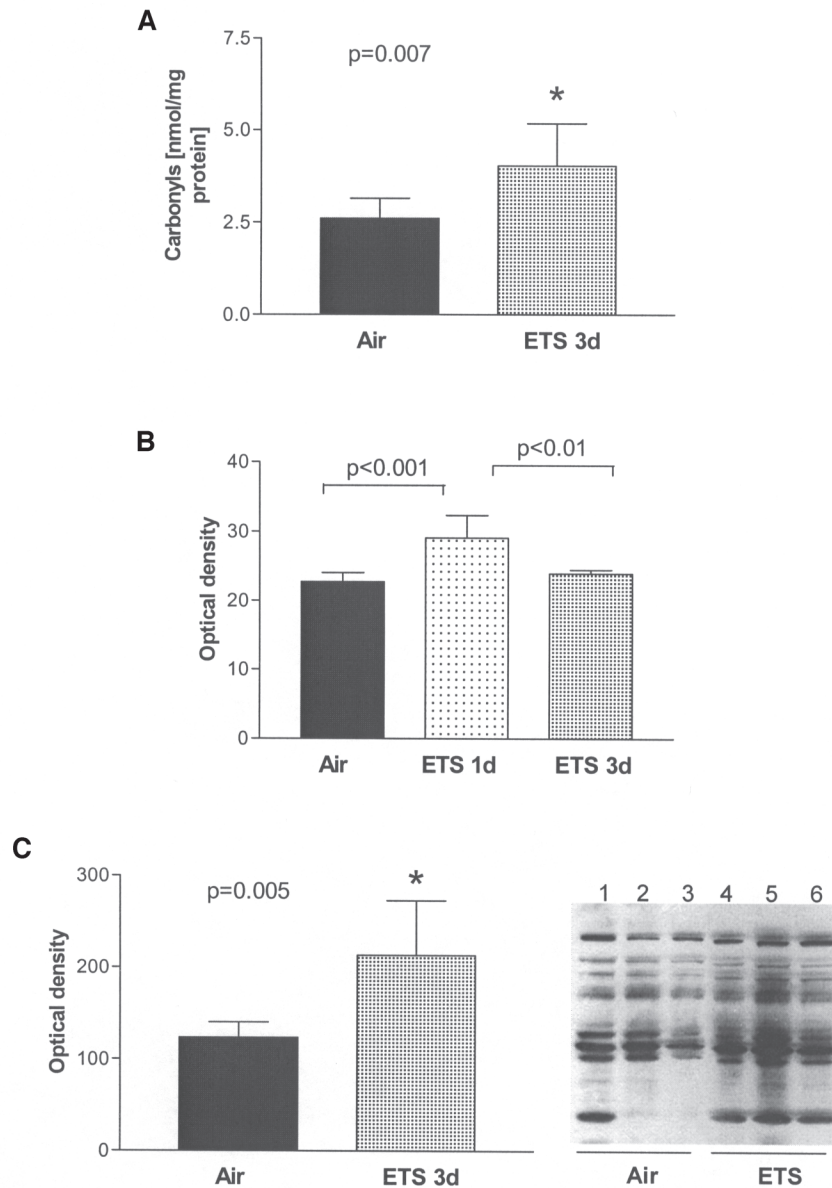 A
7.5
p=0.007
*
5.0
2.5
0.0
Carbonyls [nmol/mg
protein]
Air
ETS 3d
B
40
p<0.001
p<0.01
30
20
10
0
Optical density
Air
ETS 1d
ETS 3d
C
300
p=0.005
*
200
100
0
Optical density
Air
ETS 3d
1 2 3 4 5 6
Air
ETS